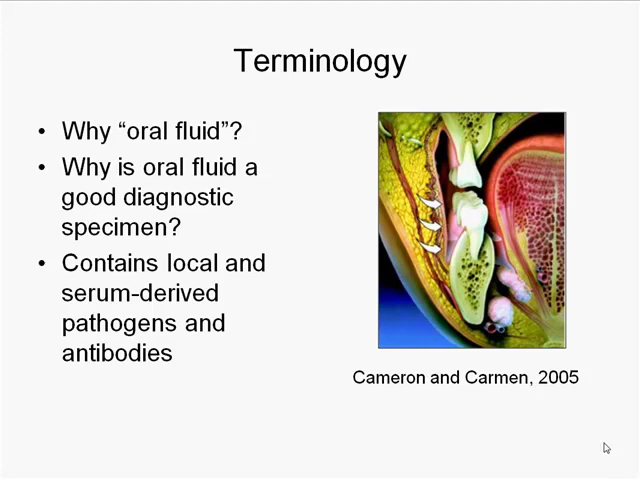 Terminology
• Why “oral fluid”?
• Why is oral fluid a
good diagnostic
specimen?
• Contains local and
serum-derived
pathogens and
antibodies
Cameron and Carmen, 2005